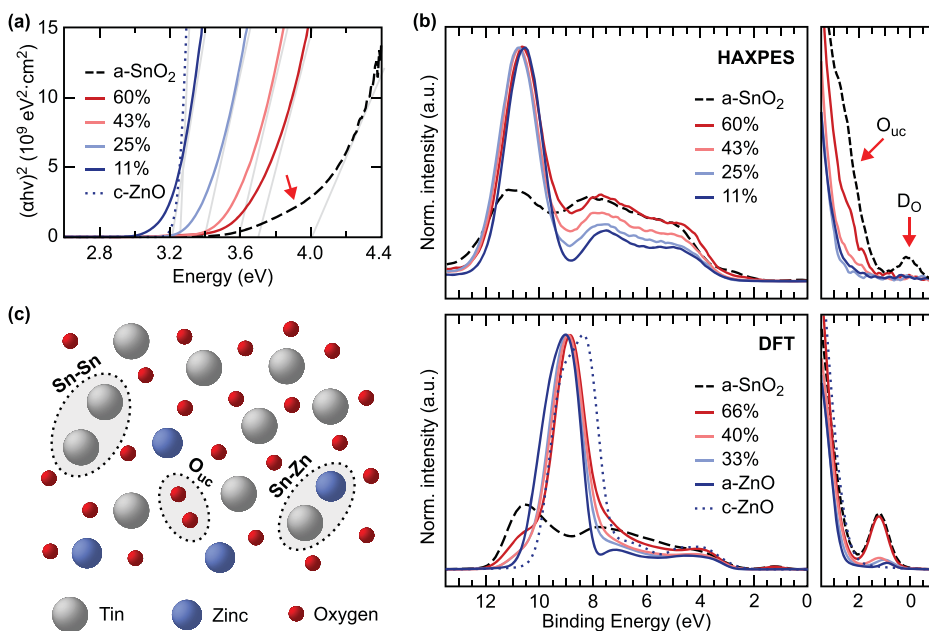 (a)
15
10
5
0
(αhν)² (10⁹ eV²·cm²)
a-SnO₂
60%
43%
25%
11%
c-ZnO
2.8 3.2 3.6 4.0 4.4
Energy (eV)
(b)
HAXPES
Norm. intensity (a.u.)
a-SnO₂
60%
43%
25%
11%
O_uc
D_O
DFT
Norm. intensity (a.u.)
a-SnO₂
66%
40%
33%
a-ZnO
c-ZnO
12 10 8 6 4 2 0
2 0
Binding Energy (eV)
(c)
Sn-Sn
O_uc
Sn-Zn
Tin
Zinc
Oxygen